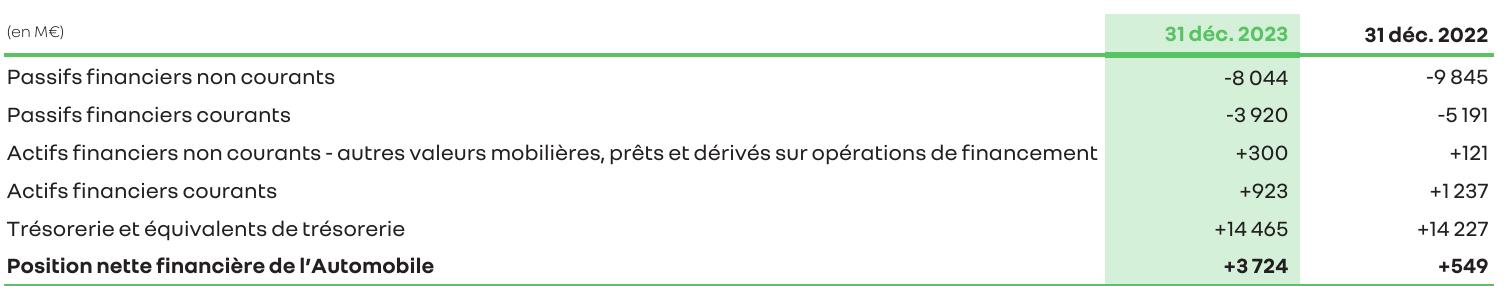 (en M€) 31 déc. 2023 31 déc. 2022
Passifs financiers non courants -8 044 -9 845
Passifs financiers courants -3 920 -5 191
Actifs financiers non courants - autres valeurs mobilières, prêts et dérivés sur opérations de financement +300 +121
Actifs financiers courants +923 +1 237
Trésorerie et équivalents de trésorerie +14 465 +14 227
Position nette financière de l’Automobile +3 724 +549